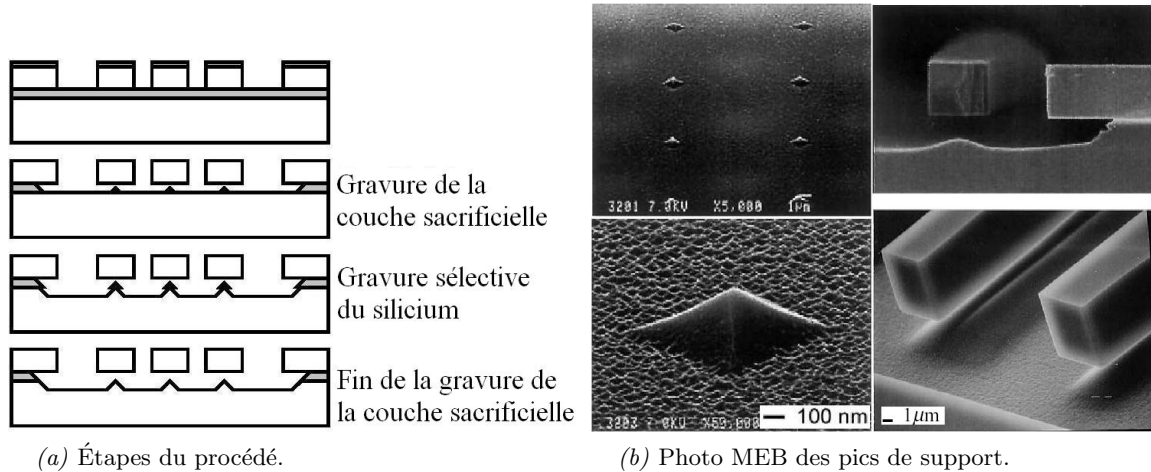 Gravure de la
couche sacrificielle
Gravure sélective
du silicium
Fin de la gravure de
la couche sacrificielle
(a) Étapes du procédé.
3201 7.0KV X5,000 1µm
3203 7.0KV X59,000
100 nm
1µm
(b) Photo MEB des pics de support.